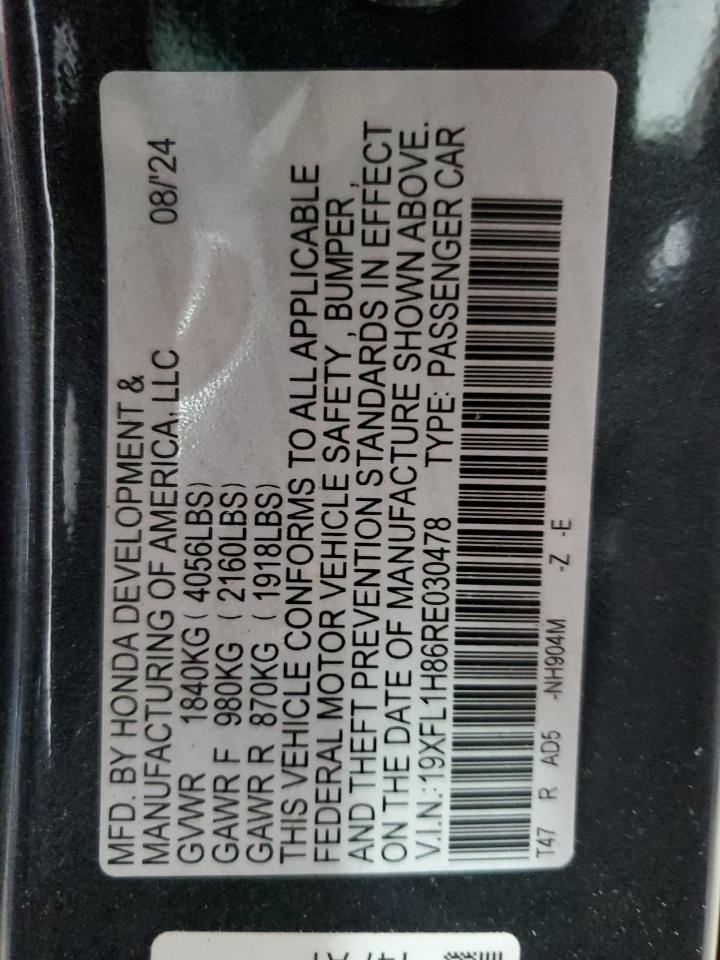 MFD. BY HONDA DEVELOPMENT &
MANUFACTURING OF AMERICA, LLC 08/'24
GVWR 1840KG ( 4056LBS)
GAWR F 980KG ( 2160LBS)
GAWR R 870KG ( 1918LBS)
THIS VEHICLE CONFORMS TO ALL APPLICABLE
FEDERAL MOTOR VEHICLE SAFETY , BUMPER ,
AND THEFT PREVENTION STANDARDS IN EFFECT
ON THE DATE OF MANUFACTURE SHOWN ABOVE.
V.I.N.:19XFL1H86RE030478 TYPE: PASSENGER CAR
T47 R AD5 -NH904M -Z -E